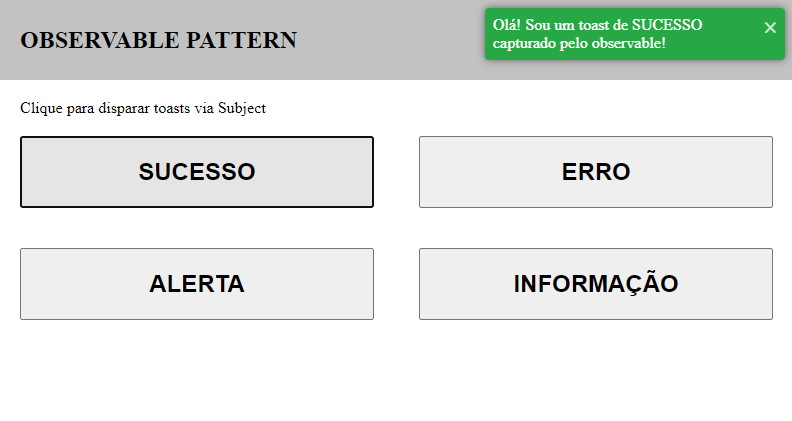 OBSERVABLE PATTERN
Olá! Sou um toast de SUCESSO
capturado pelo observable!
×
Clique para disparar toasts via Subject
SUCESSO
ERRO
ALERTA
INFORMAÇÃO